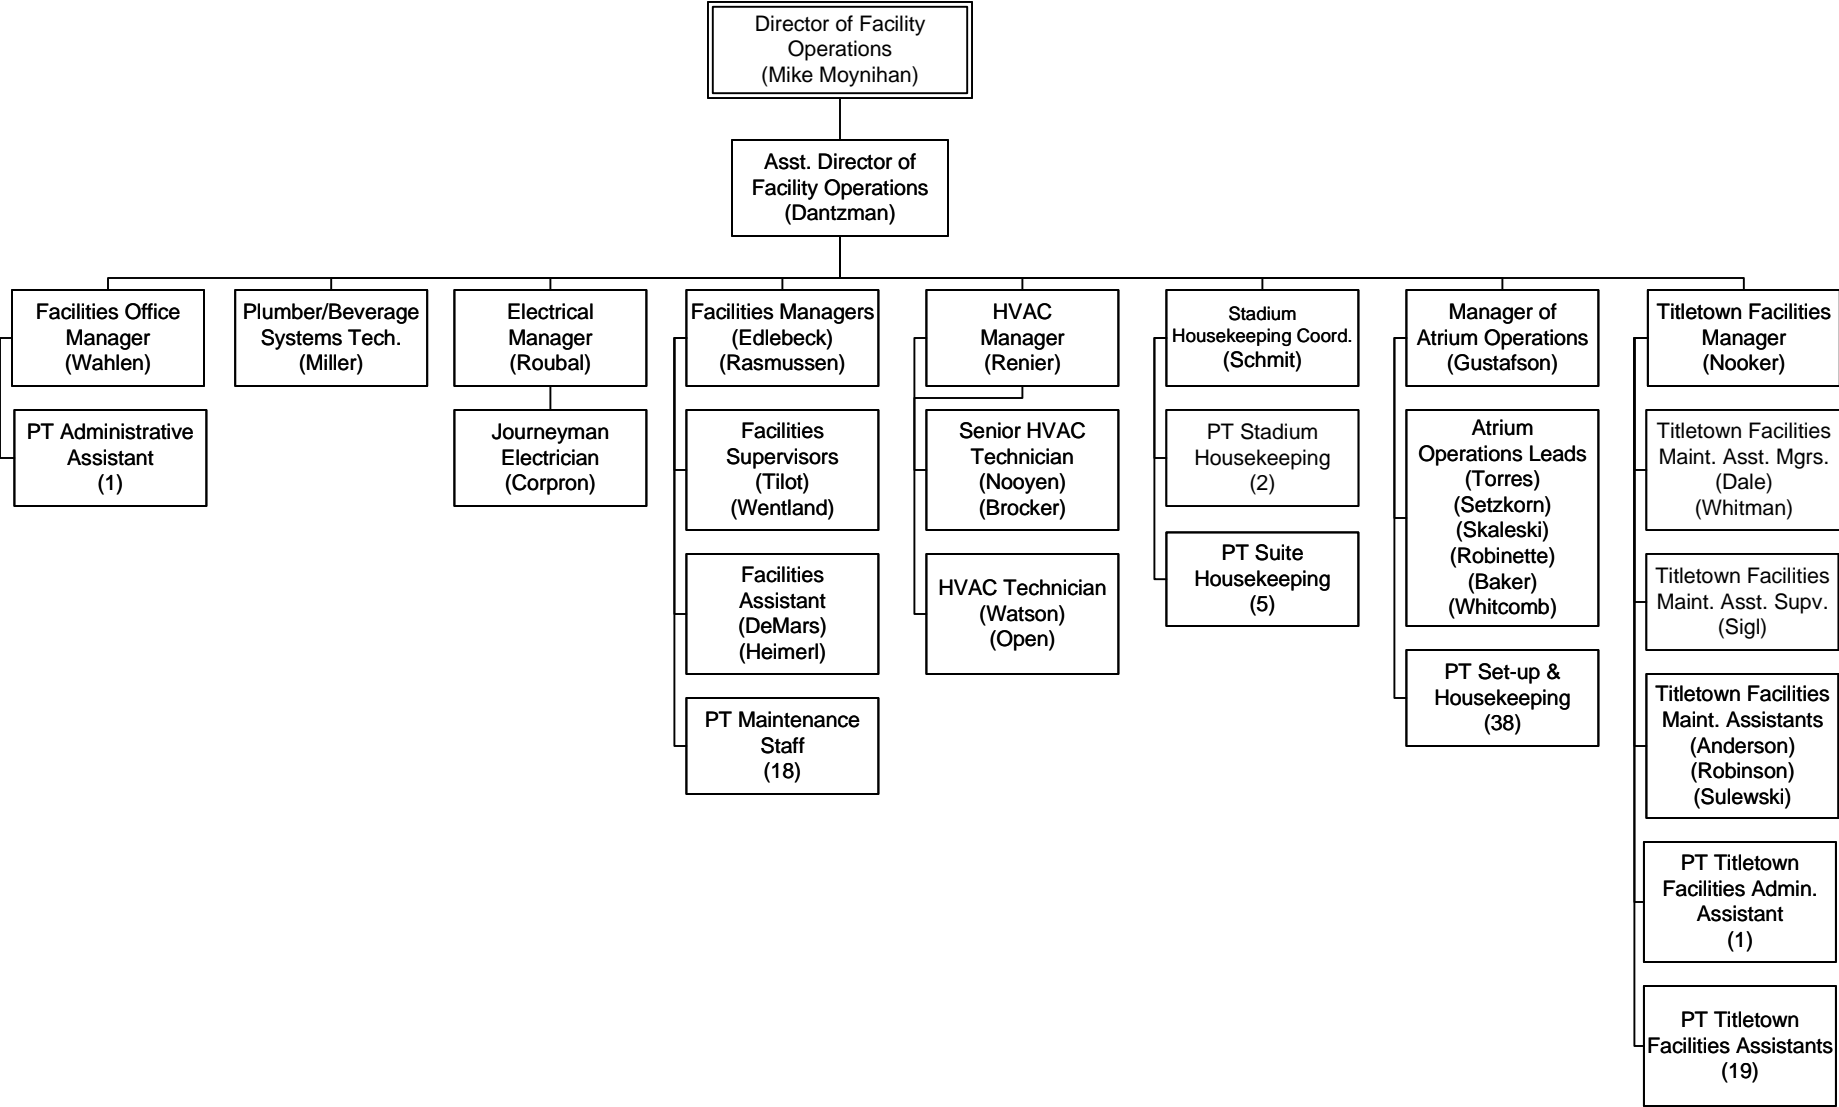 Director of Facility
Operations
(Mike Moynihan)
Asst. Director of
Facility Operations
(Dantzman)
Facilities Office
Manager
(Wahlen)
PT Administrative
Assistant
(1)
Plumber/Beverage
Systems Tech.
(Miller)
Electrical
Manager
(Roubal)
Journeyman
Electrician
(Corpron)
Facilities Managers
(Edlebeck)
(Rasmussen)
Facilities
Supervisors
(Tilot)
(Wentland)
Facilities
Assistant
(DeMars)
(Heimerl)
PT Maintenance
Staff
(18)
HVAC
Manager
(Renier)
Senior HVAC
Technician
(Nooyen)
(Brocker)
HVAC Technician
(Watson)
(Open)
Stadium
Housekeeping Coord.
(Schmit)
PT Stadium
Housekeeping
(2)
PT Suite
Housekeeping
(5)
Manager of
Atrium Operations
(Gustafson)
Atrium
Operations Leads
(Torres)
(Setzkorn)
(Skaleski)
(Robinette)
(Baker)
(Whitcomb)
PT Set-up &
Housekeeping
(38)
Titletown Facilities
Manager
(Nooker)
Titletown Facilities
Maint. Asst. Mgrs.
(Dale)
(Whitman)
Titletown Facilities
Maint. Asst. Supv.
(Sigl)
Titletown Facilities
Maint. Assistants
(Anderson)
(Robinson)
(Sulewski)
PT Titletown
Facilities Admin.
Assistant
(1)
PT Titletown
Facilities Assistants
(19)